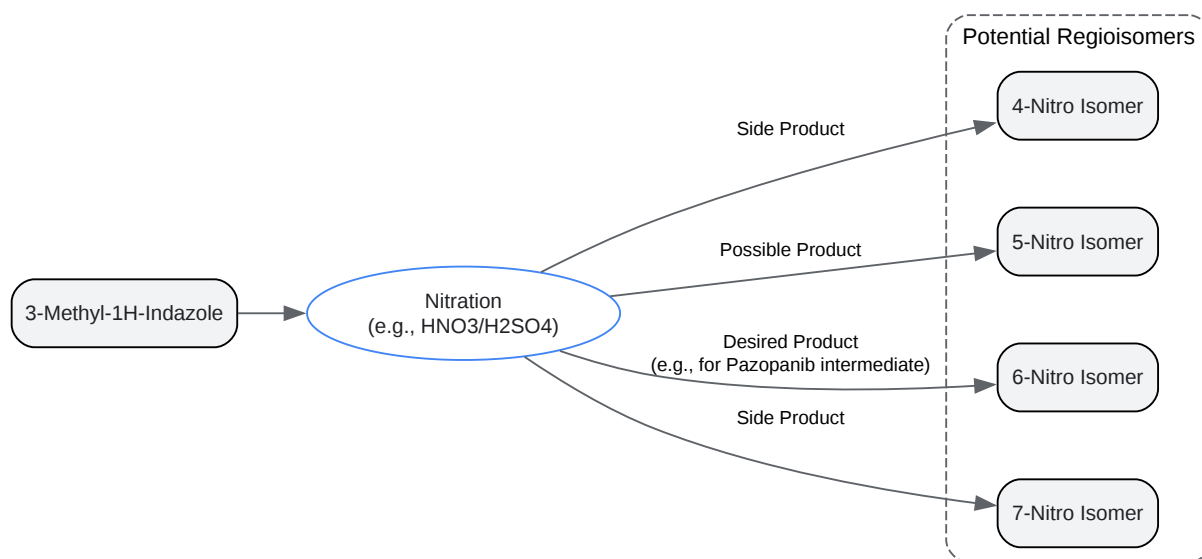 Potential Regioisomers
4-Nitro Isomer
Side Product
5-Nitro Isomer
Possible Product
3-Methyl-1H-Indazole
Nitration
(e.g., HNO3/H2SO4)
Desired Product
(e.g., for Pazopanib intermediate)
6-Nitro Isomer
Side Product
7-Nitro Isomer